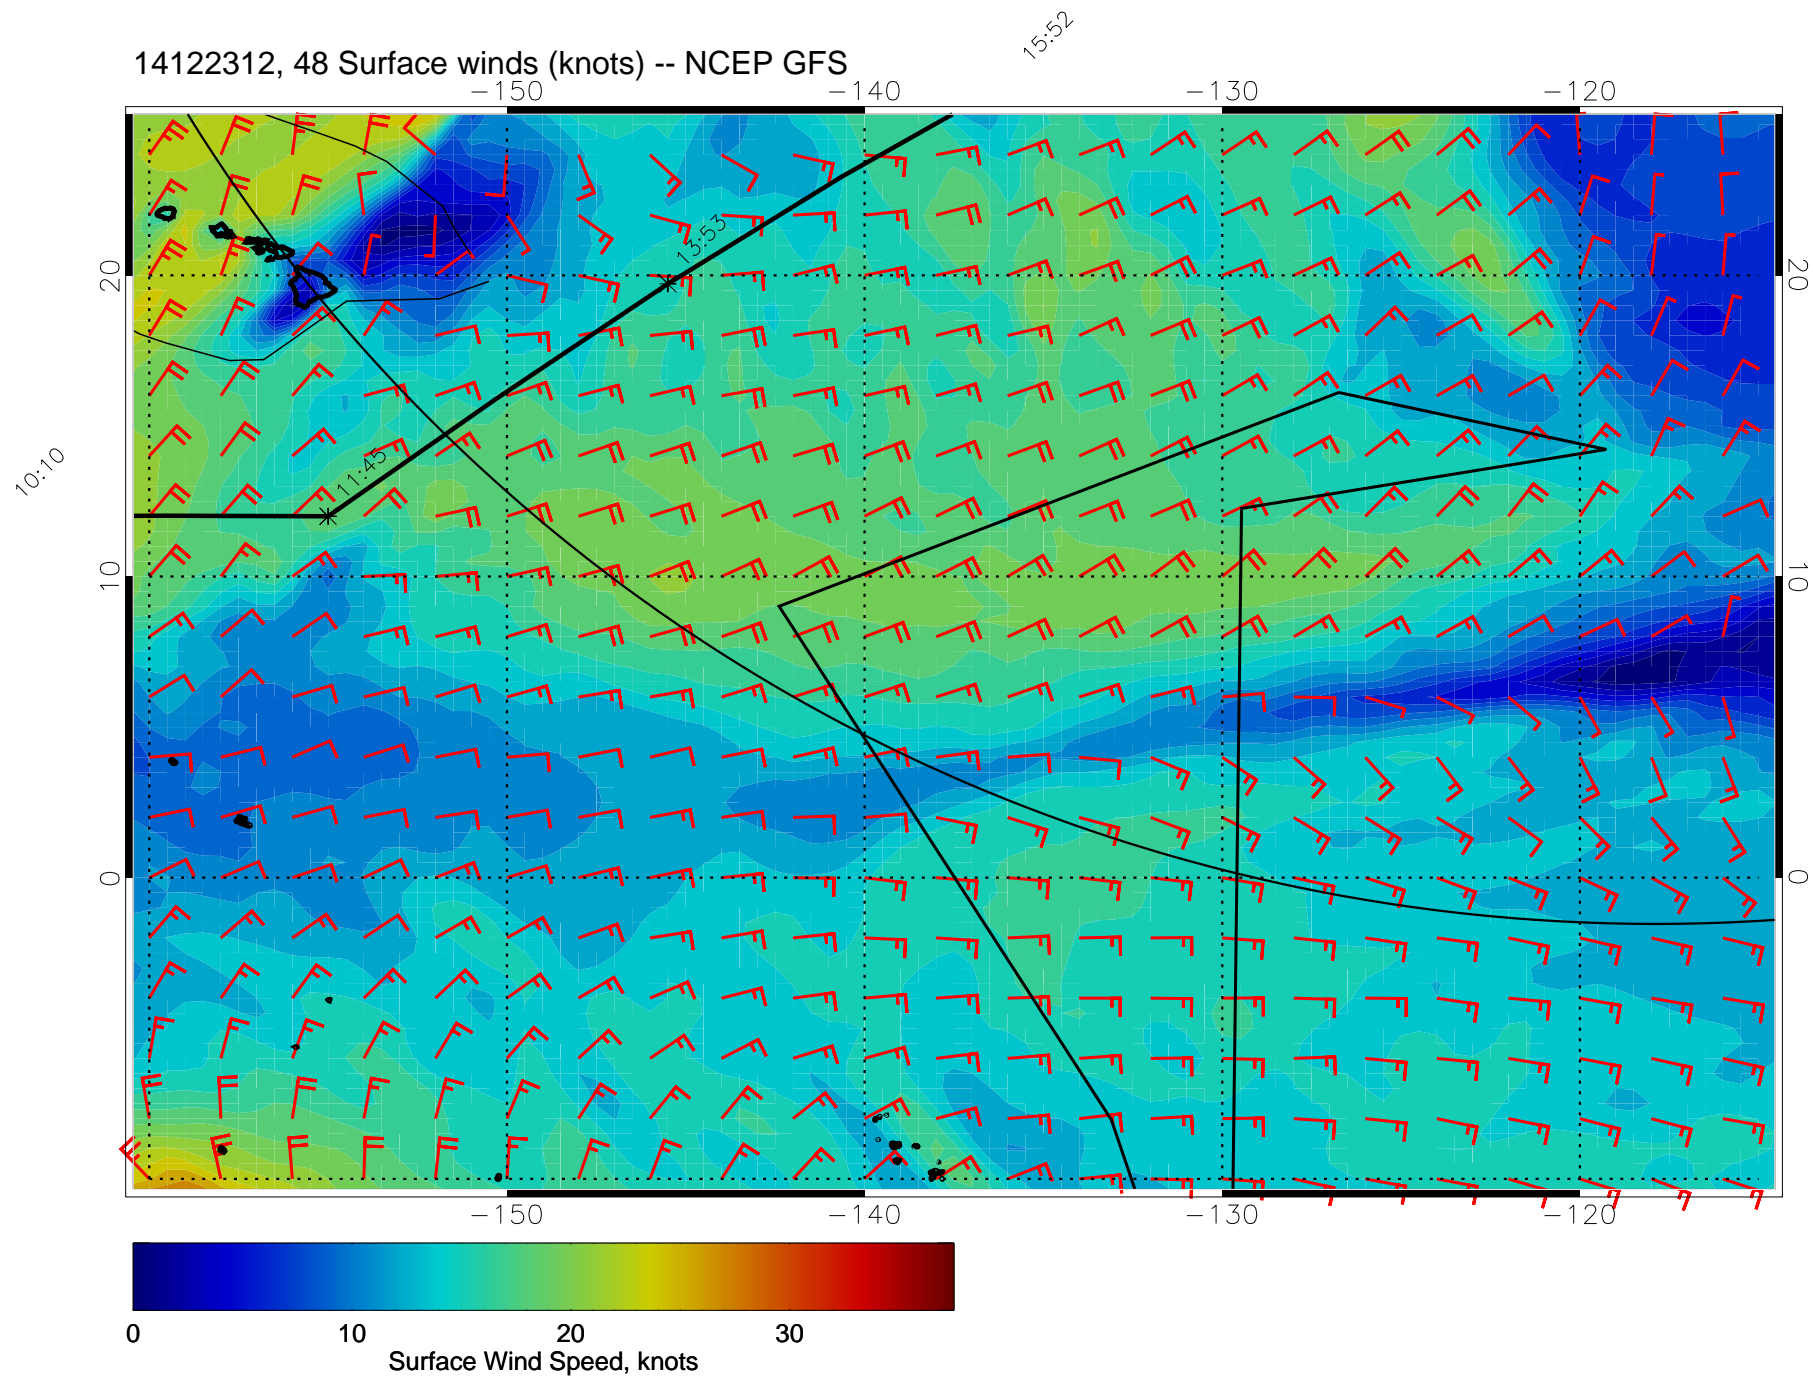 15:52
14122312, 48 Surface winds (knots) -- NCEP GFS
-150 -140 -130 -120
13:53
20 20
11:45
10:10
10 10
0 0
-150 -140 -130 -120
0 10 20 30
Surface Wind Speed, knots